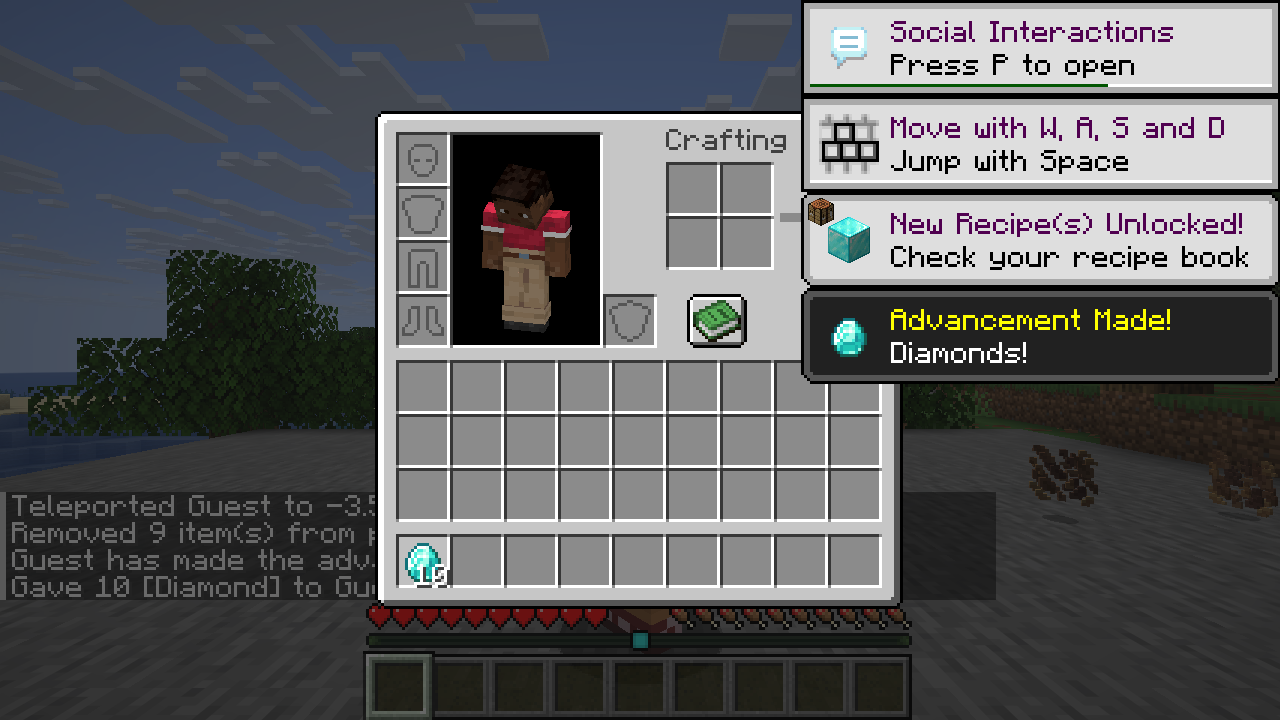 Social Interactions
Press P to open
Crafting
Move with W, A, S and D
Jump with Space
New Recipe(s) Unlocked!
Check your recipe book
Advancement Made!
Diamonds!
Teleported Guest to -3.5
Removed 9 item(s) from
Guest has made the
Gave 10 [Diamond] to